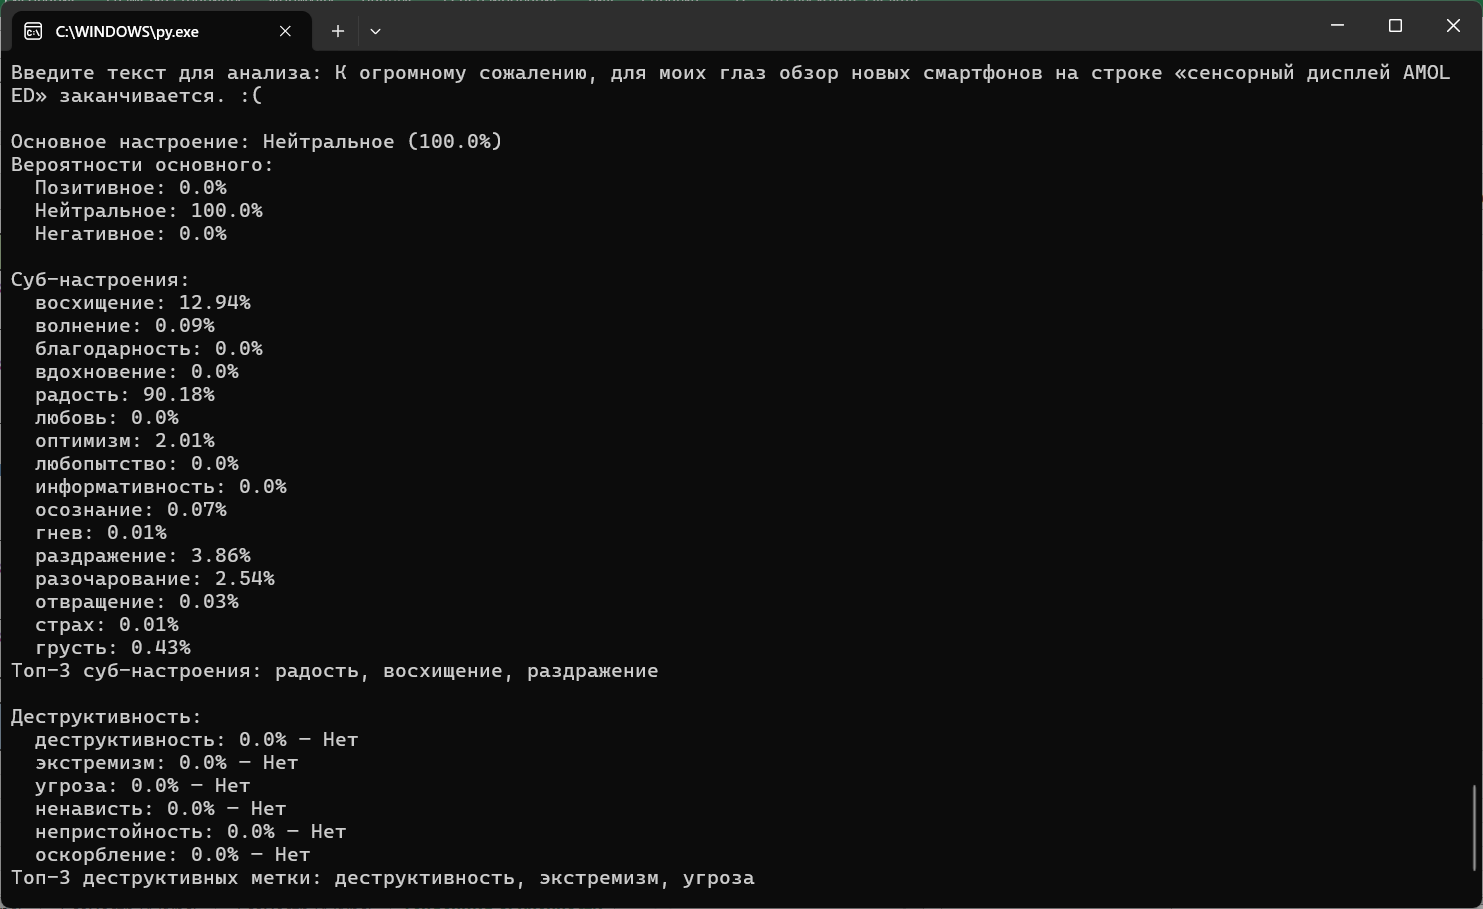 C:\WINDOWS\py.exe
Введите текст для анализа: К огромному сожалению, для моих глаз обзор новых смартфонов на строке «сенсорный дисплей AMOL
ED» заканчивается. :(
Основное настроение: Нейтральное (100.0%)
Вероятности основного:
Позитивное: 0.0%
Нейтральное: 100.0%
Негативное: 0.0%
Суб-настроения:
восхищение: 12.94%
волнение: 0.09%
благодарность: 0.0%
вдохновение: 0.0%
радость: 90.18%
любовь: 0.0%
оптимизм: 2.01%
любопытство: 0.0%
информативность: 0.0%
осознание: 0.07%
гнев: 0.01%
раздражение: 3.86%
разочарование: 2.54%
отвращение: 0.03%
страх: 0.01%
грусть: 0.43%
Топ-3 суб-настроения: радость, восхищение, раздражение
Деструктивность:
деструктивность: 0.0% — Нет
экстремизм: 0.0% — Нет
угроза: 0.0% — Нет
ненависть: 0.0% — Нет
непристойность: 0.0% — Нет
оскорбление: 0.0% — Нет
Топ-3 деструктивных метки: деструктивность, экстремизм, угроза